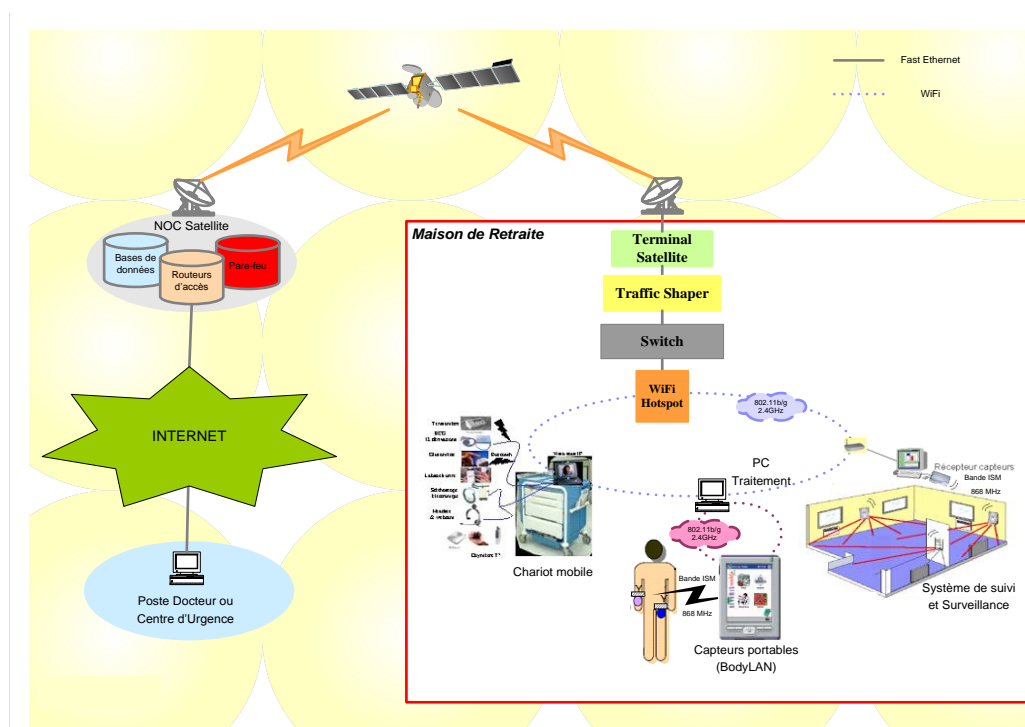 Fast Ethernet
WiFi
NOC Satellite
Bases de
données
Pare-feu
Routeurs
d'accès
INTERNET
Poste Docteur ou
Centre d'Urgence
Maison de Retraite
Terminal
Satellite
Traffic Shaper
Switch
WiFi
Hotspot
802.11b/g
2.4GHz
PC
Traitement
Récepteur capteurs
Bande ISM
868 MHz
802.11b/g
2.4GHz
Chariot mobile
Bande ISM
868 MHz
Capteurs portables
(BodyLAN)
Système de suivi
et Surveillance